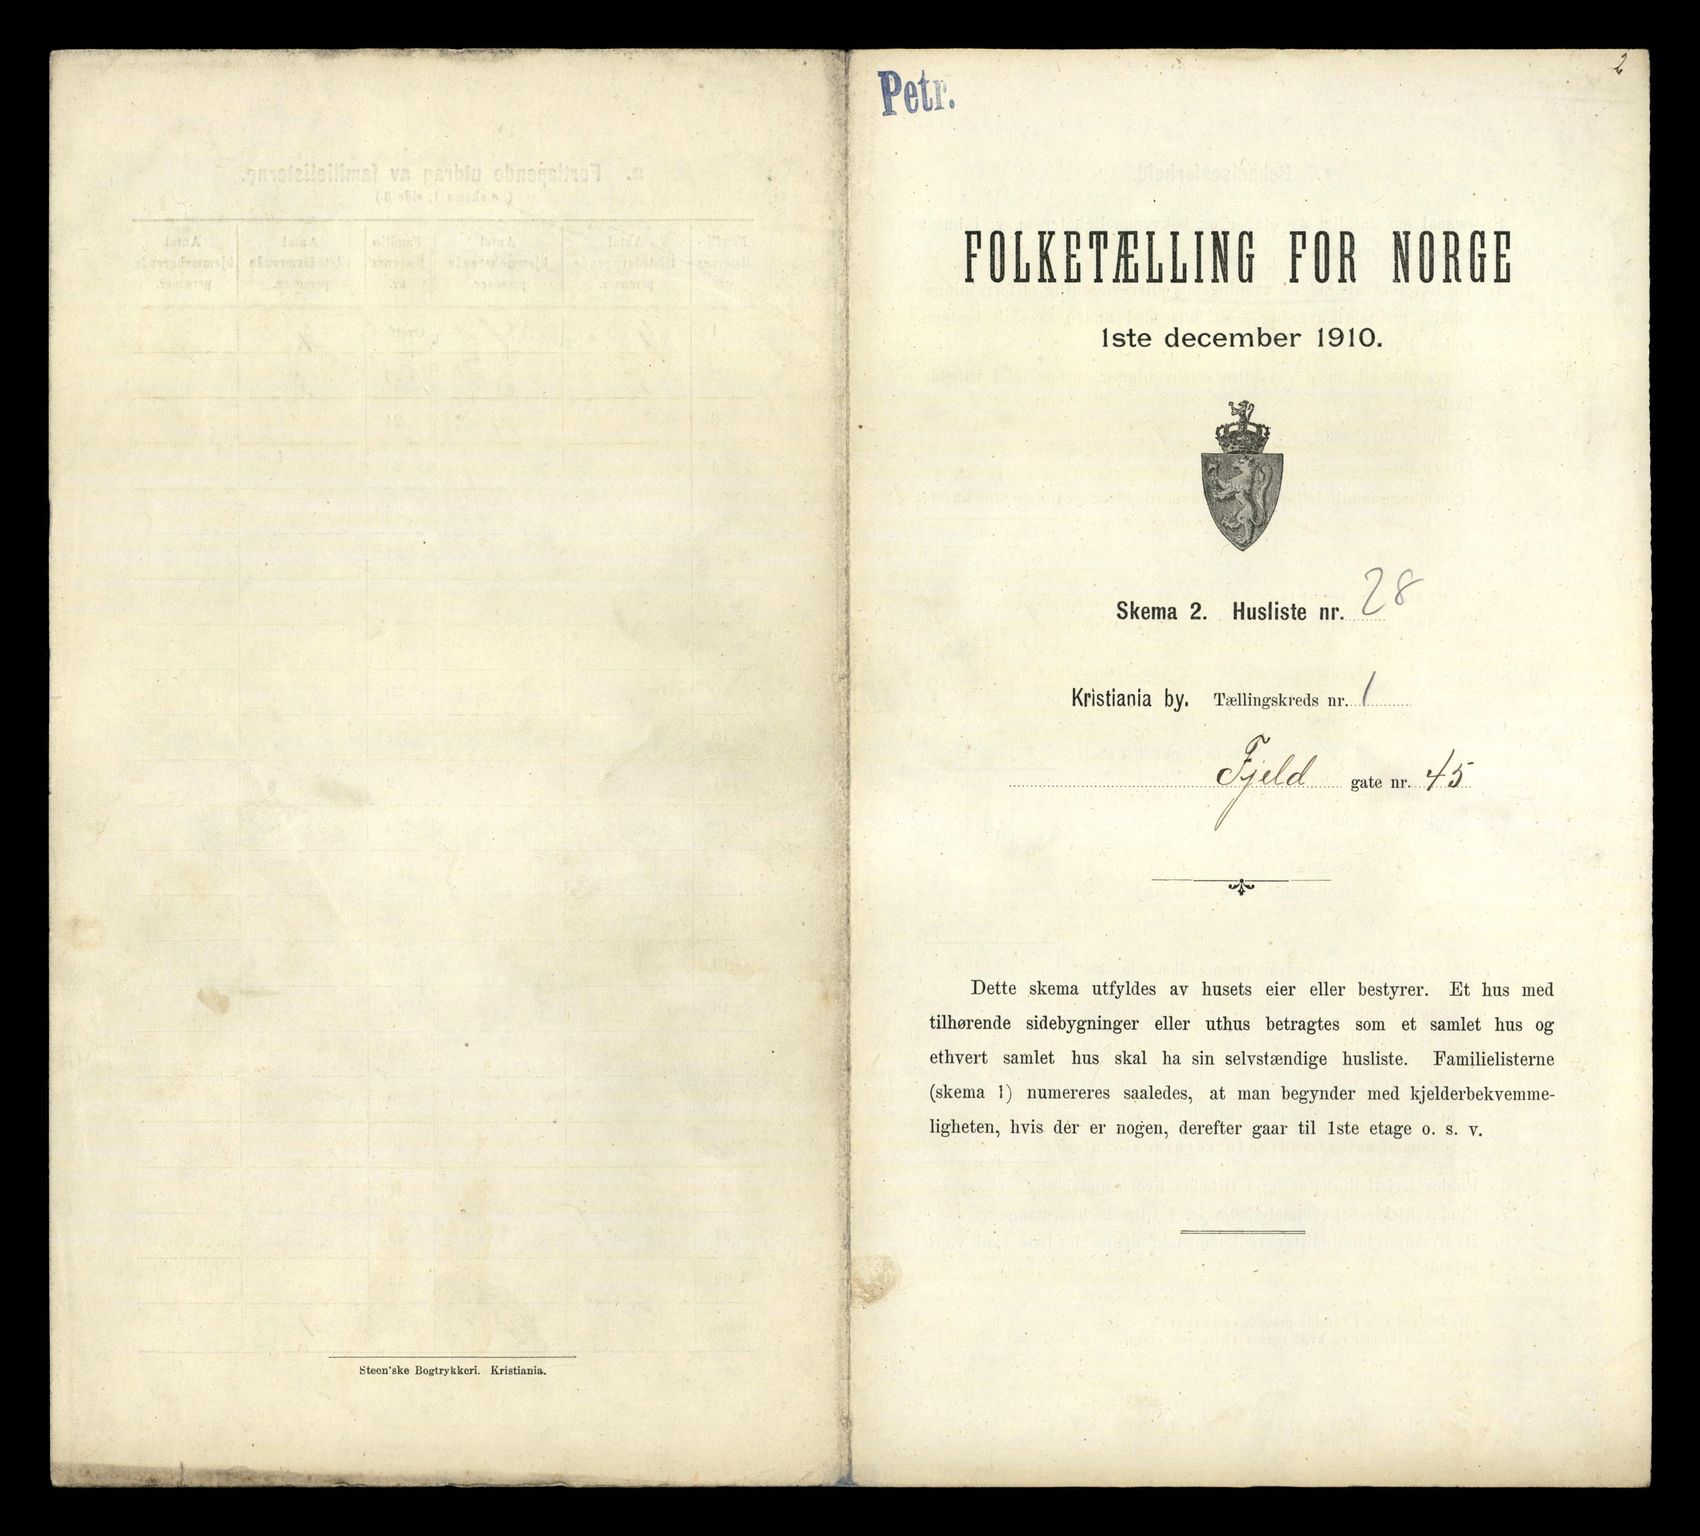 Petr.
2
FOLKETÆLLING FOR NORGE
1ste december 1910.
Skema 2. Husliste nr. 28
Kristiania by. Tællingskreds nr. 1
Fjeld gate nr. 45
Dette skema utfyldes av husets eier eller bestyrer. Et hus med
tilhørende sidebygninger eller uthus betragtes som et samlet hus og
ethvert samlet hus skal ha sin selvstændige husliste. Familielisterne
(skema 1) numereres saaledes, at man begynder med kjelderbekvemme-
ligheten, hvis der er nogen, derefter gaar til 1ste etage o. s. v.
Steen'ske Bogtrykkeri. Kristiania.